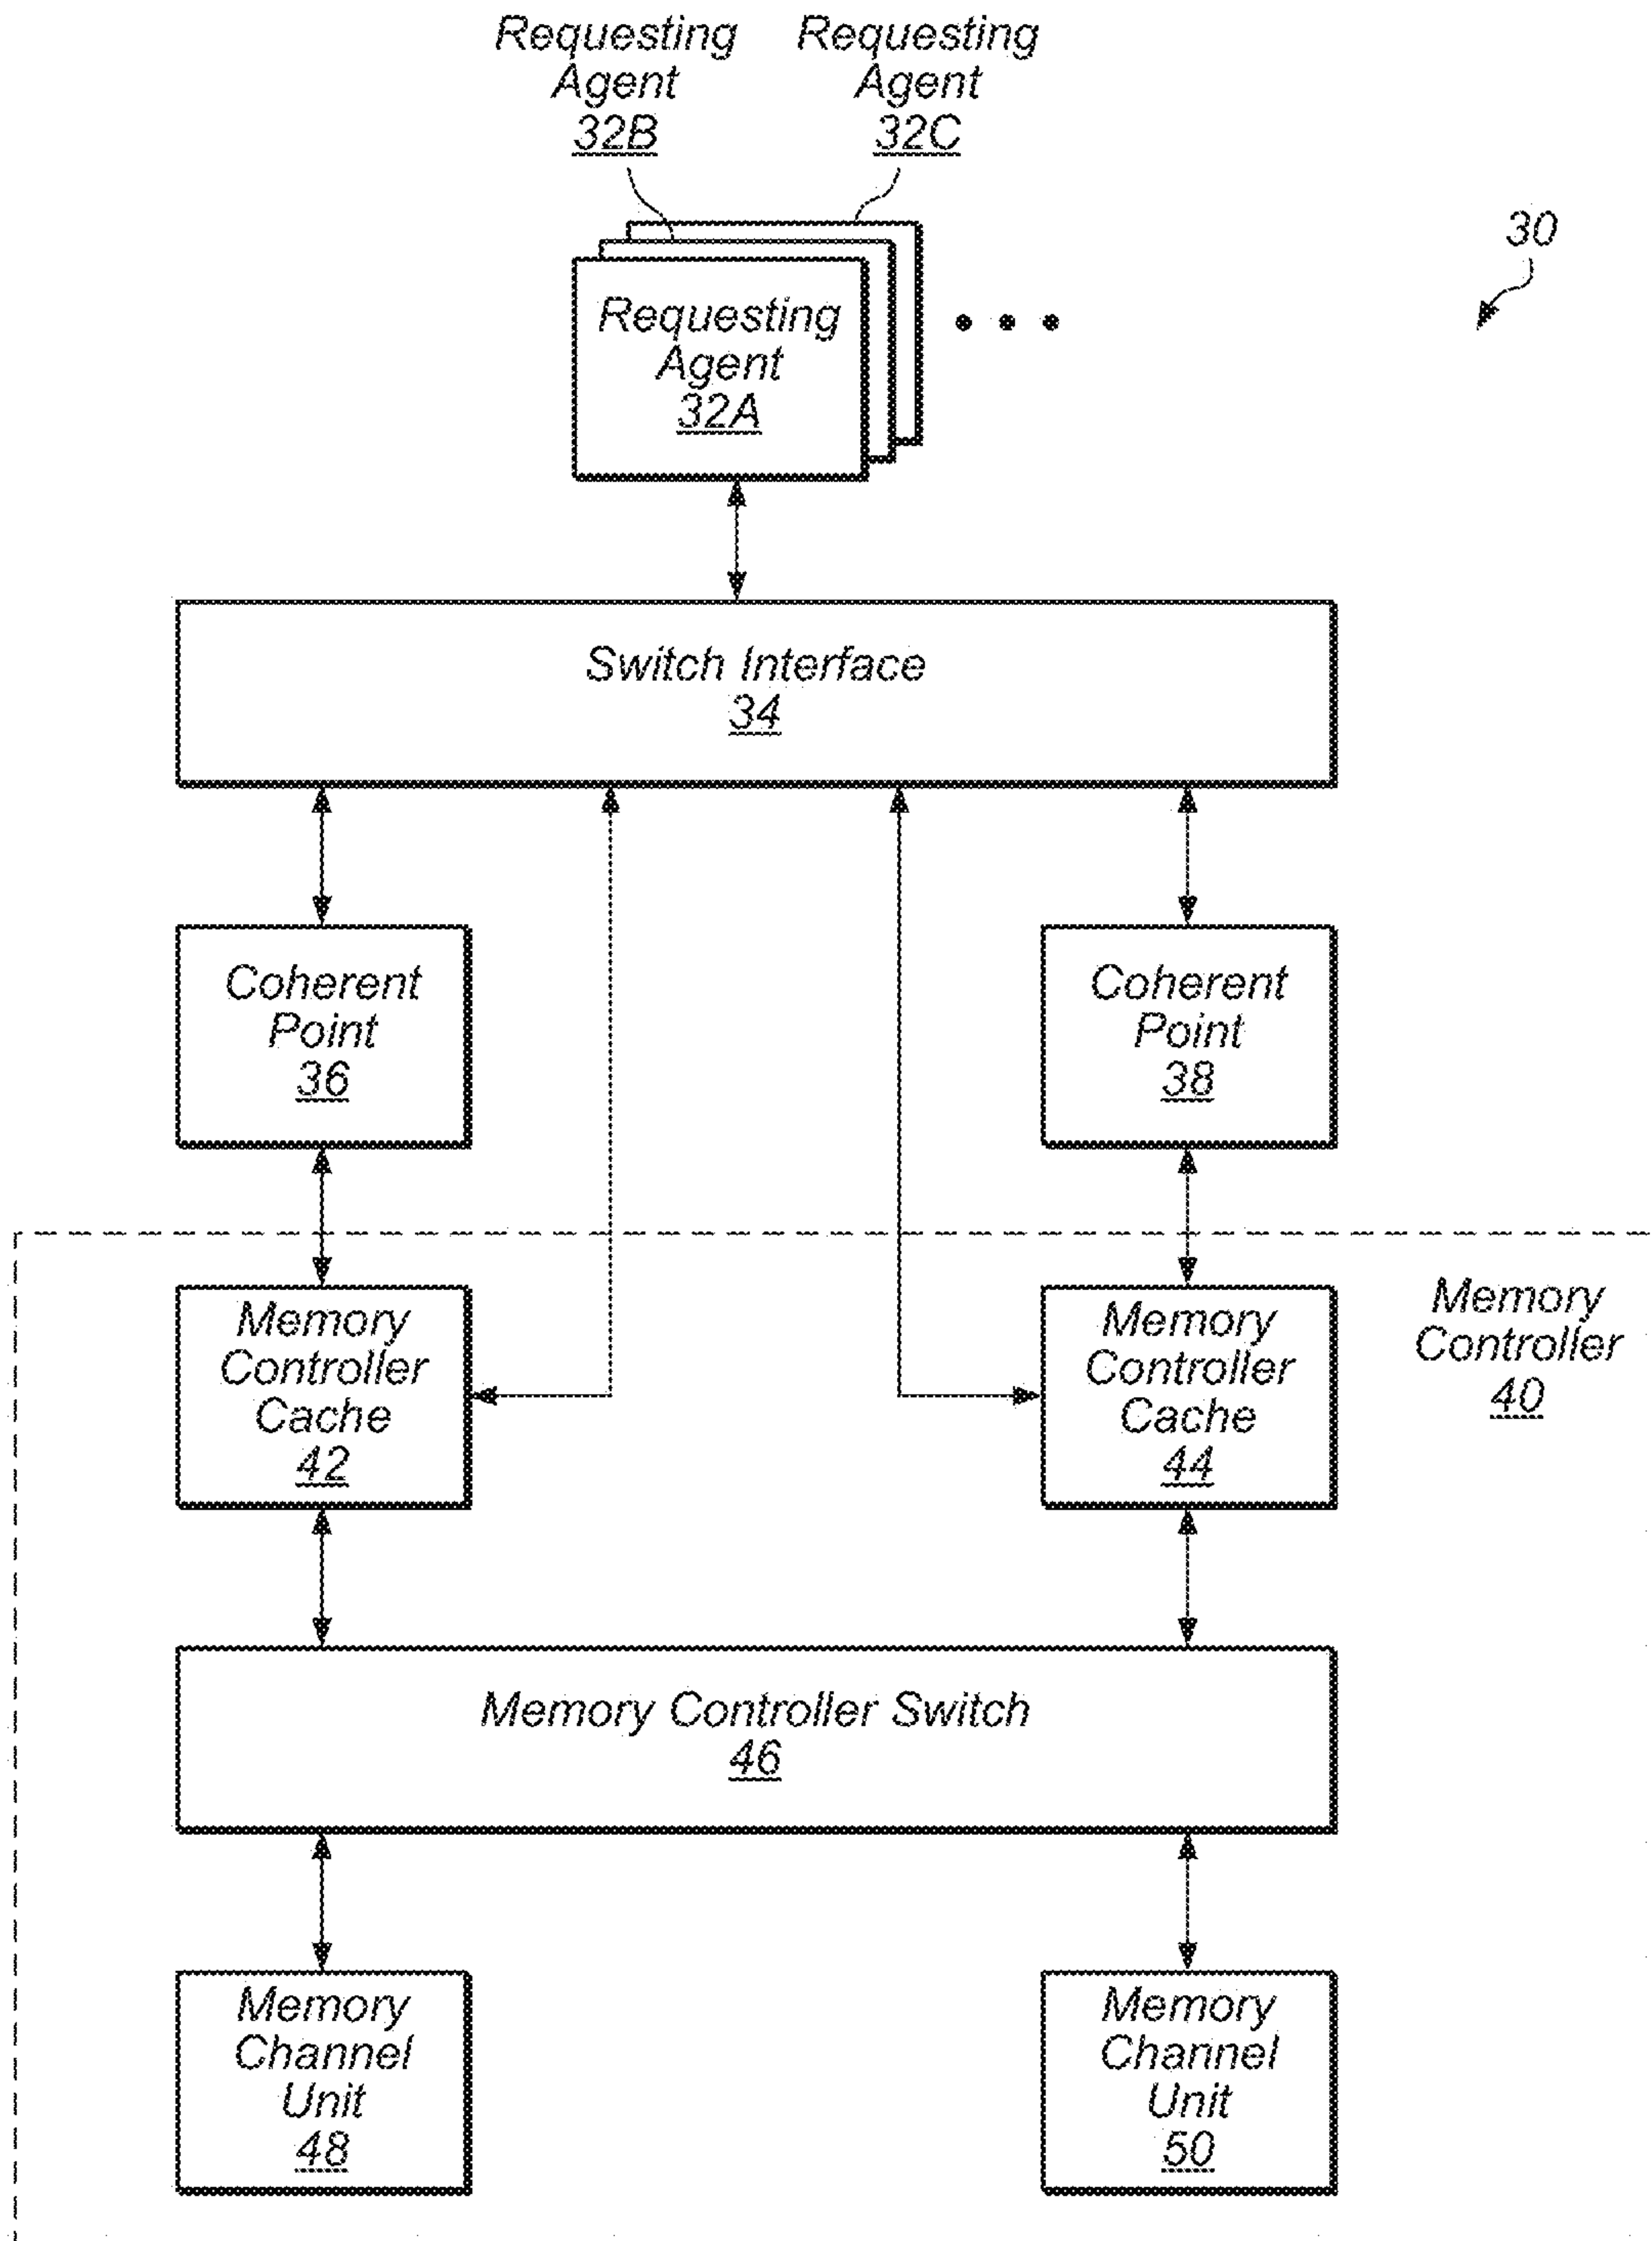 Requesting
Agent
32B
Requesting
Agent
32C
30
Requesting
Agent
32A
Switch Interface
34
Coherent
Point
36
Coherent
Point
38
Memory
Controller
40
Memory
Controller
Cache
42
Memory
Controller
Cache
44
Memory Controller Switch
46
Memory
Channel
Unit
48
Memory
Channel
Unit
50